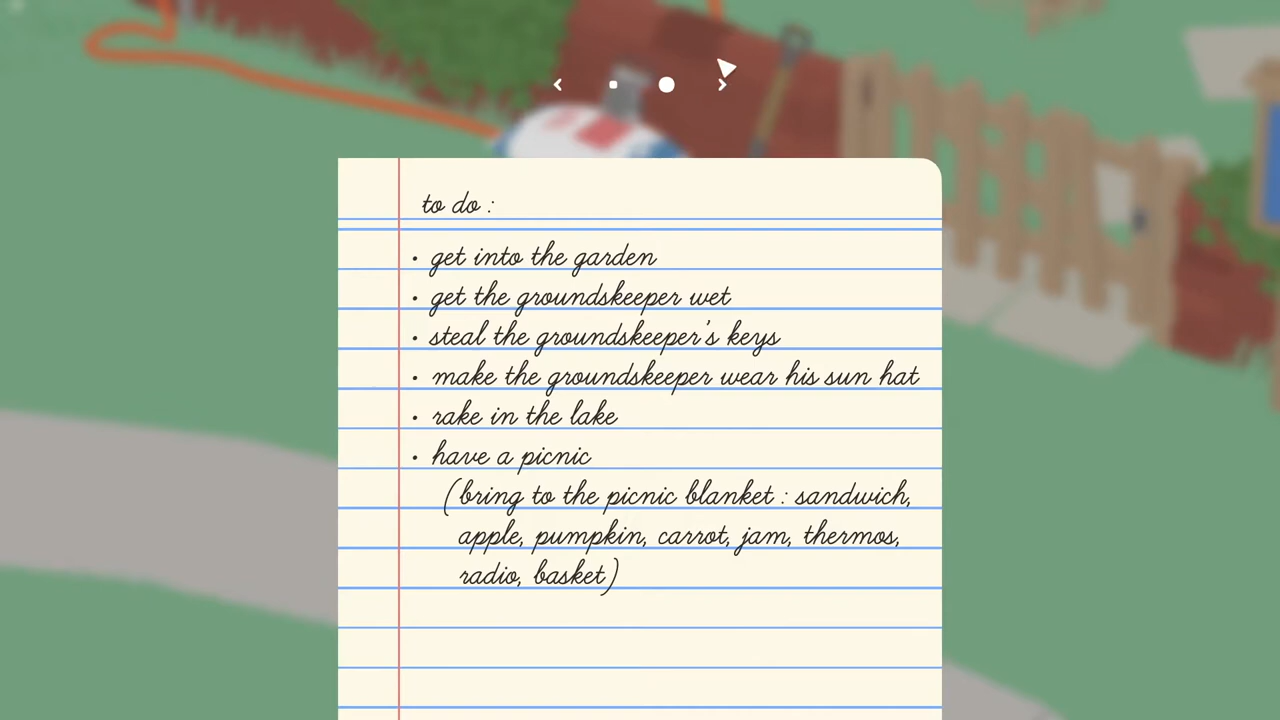 to do :
• get into the garden
• get the groundskeeper wet
• steal the groundskeeper's keys
• make the groundskeeper wear his sun hat
• rake in the lake
• have a picnic
(bring to the picnic blanket : sandwich,
apple, pumpkin, carrot, jam, thermos,
radio, basket)